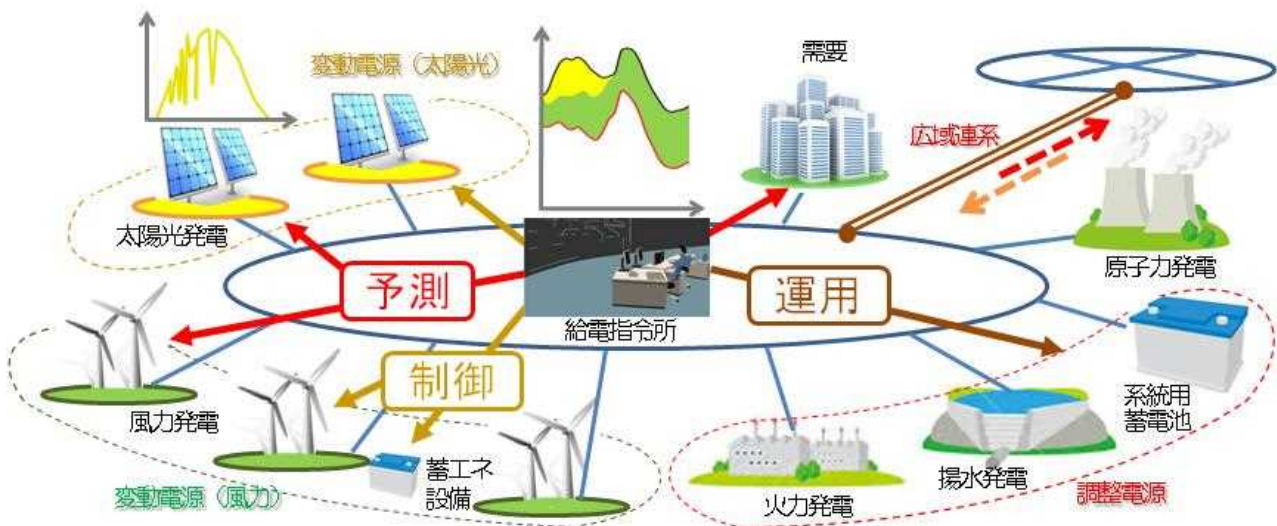 変動電源(太陽光)
需要
広域連系
太陽光発電
原子力発電
予測
運用
給電指令所
制御
風力発電
系統用
蓄電池
蓄エネ
設備
揚水発電
変動電源(風力)
火力発電
調整電源